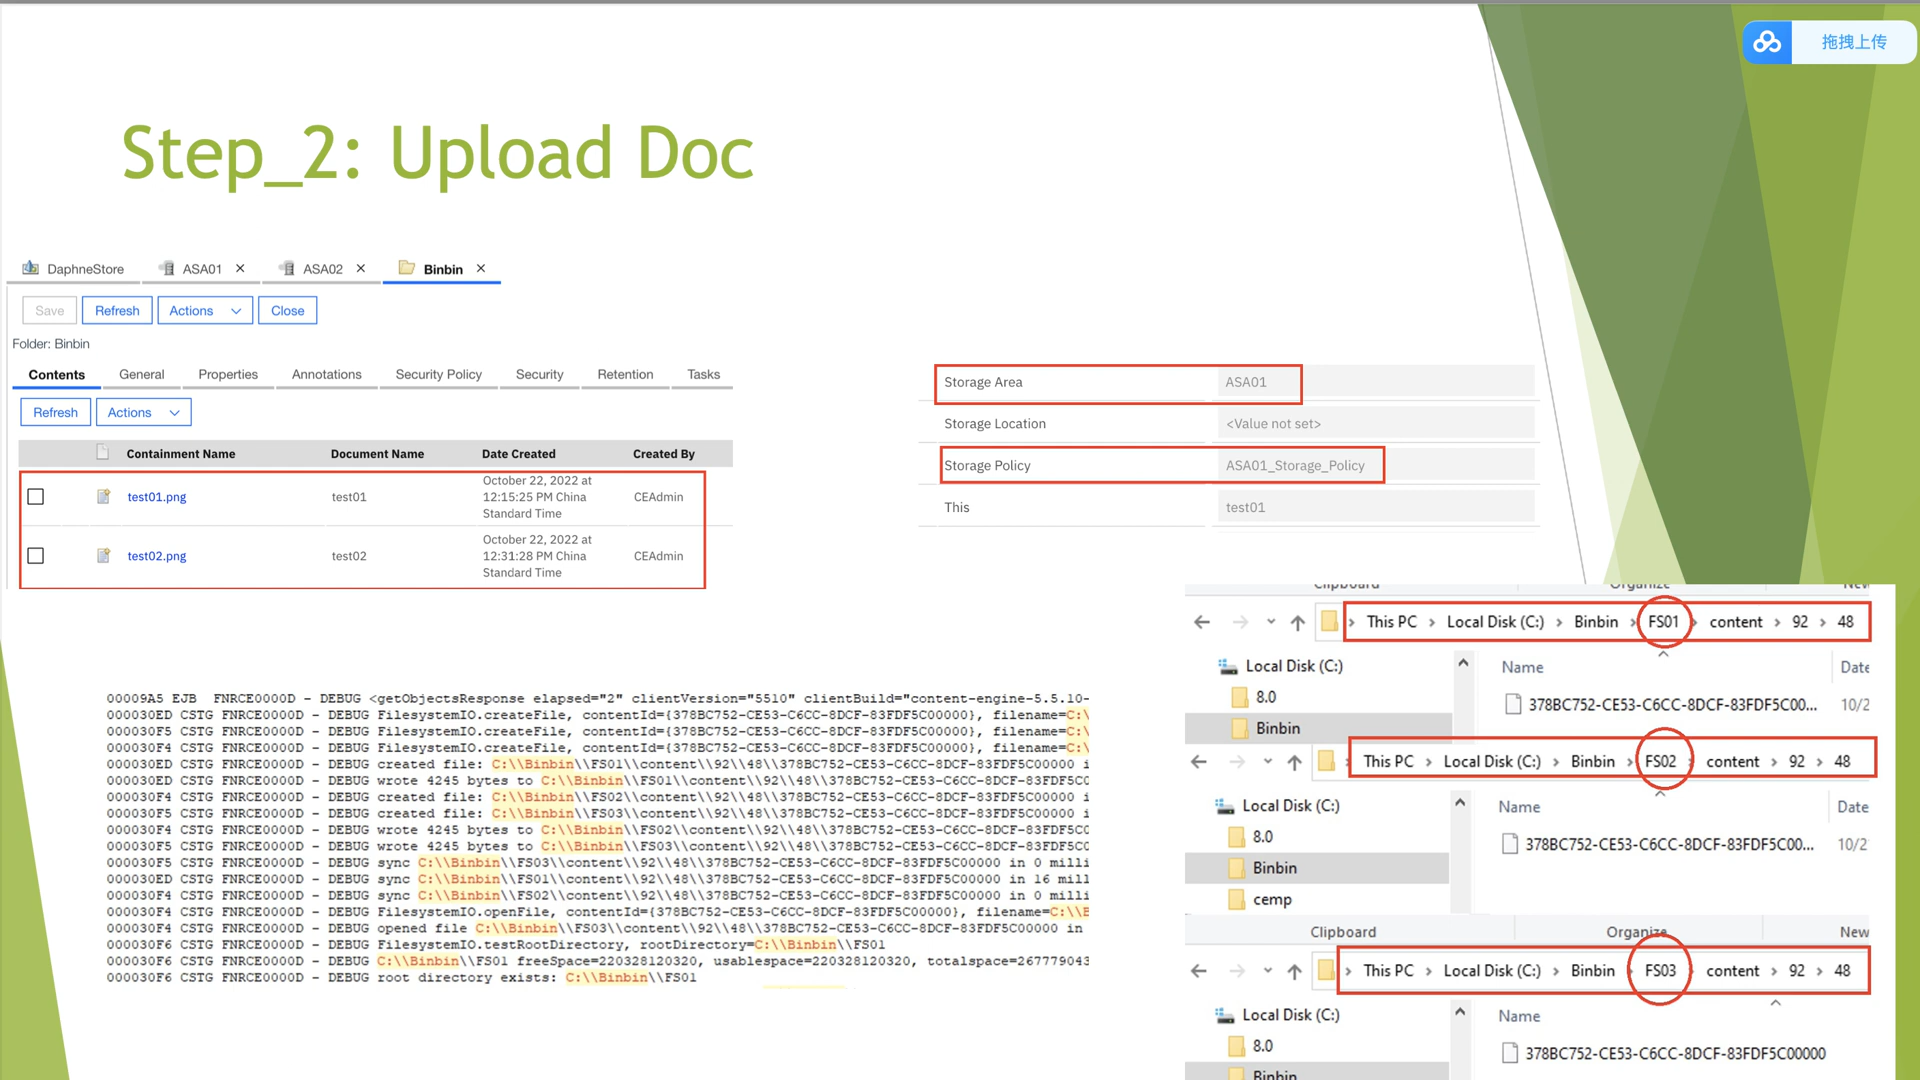 拖拽上传
Step_2: Upload Doc
DaphneStore ASA01 × ASA02 × Binbin ×
Save Refresh Actions Close
Folder: Binbin
Contents General Properties Annotations Security Policy Security Retention Tasks
Refresh Actions
Containment Name Document Name Date Created Created By
test01.png test01 October 22, 2022 at 12:15:25 PM China Standard Time CEAdmin
test02.png test02 October 22, 2022 at 12:31:28 PM China Standard Time CEAdmin
Storage Area ASA01
Storage Location <Value not set>
Storage Policy ASA01_Storage_Policy
This test01
00009A5 EJB FNRCE0000D - DEBUG <getObjectsResponse elapsed="2" clientVersion="5510" clientBuild="content-engine-5.5.10-
000030ED CSTG FNRCE0000D - DEBUG FilesystemIO.createFile, contentId={378BC752-CE53-C6CC-8DCF-83FDF5C00000}, filename=C:\
000030F5 CSTG FNRCE0000D - DEBUG FilesystemIO.createFile, contentId={378BC752-CE53-C6CC-8DCF-83FDF5C00000}, filename=C:\
000030F4 CSTG FNRCE0000D - DEBUG FilesystemIO.createFile, contentId={378BC752-CE53-C6CC-8DCF-83FDF5C00000}, filename=C:\
000030ED CSTG FNRCE0000D - DEBUG created file: C:\\Binbin\\FS01\\content\\92\\48\\378BC752-CE53-C6CC-8DCF-83FDF5C00000 i
000030ED CSTG FNRCE0000D - DEBUG wrote 4245 bytes to C:\\Binbin\\FS01\\content\\92\\48\\378BC752-CE53-C6CC-8DCF-83FDF5C0
000030F4 CSTG FNRCE0000D - DEBUG created file: C:\\Binbin\\FS02\\content\\92\\48\\378BC752-CE53-C6CC-8DCF-83FDF5C00000 i
000030F5 CSTG FNRCE0000D - DEBUG created file: C:\\Binbin\\FS03\\content\\92\\48\\378BC752-CE53-C6CC-8DCF-83FDF5C00000 i
000030F4 CSTG FNRCE0000D - DEBUG wrote 4245 bytes to C:\\Binbin\\FS02\\content\\92\\48\\378BC752-CE53-C6CC-8DCF-83FDF5C0
000030F5 CSTG FNRCE0000D - DEBUG wrote 4245 bytes to C:\\Binbin\\FS03\\content\\92\\48\\378BC752-CE53-C6CC-8DCF-83FDF5C0
000030F5 CSTG FNRCE0000D - DEBUG sync C:\\Binbin\\FS03\\content\\92\\48\\378BC752-CE53-C6CC-8DCF-83FDF5C00000 in 0 milli
000030ED CSTG FNRCE0000D - DEBUG sync C:\\Binbin\\FS01\\content\\92\\48\\378BC752-CE53-C6CC-8DCF-83FDF5C00000 in 16 mill
000030F4 CSTG FNRCE0000D - DEBUG sync C:\\Binbin\\FS02\\content\\92\\48\\378BC752-CE53-C6CC-8DCF-83FDF5C00000 in 0 milli
000030F4 CSTG FNRCE0000D - DEBUG FilesystemIO.openFile, contentId={378BC752-CE53-C6CC-8DCF-83FDF5C00000}, filename=C:\\B
000030F4 CSTG FNRCE0000D - DEBUG opened file C:\\Binbin\\FS03\\content\\92\\48\\378BC752-CE53-C6CC-8DCF-83FDF5C00000 in
000030F6 CSTG FNRCE0000D - DEBUG FilesystemIO.testRootDirectory, rootDirectory=C:\\Binbin\\FS01
000030F6 CSTG FNRCE0000D - DEBUG C:\\Binbin\\FS01 freeSpace=220328120320, usablespace=220328120320, totalspace=267779043
000030F6 CSTG FNRCE0000D - DEBUG root directory exists: C:\\Binbin\\FS01
Clipboard Organize New
This PC > Local Disk (C:) > Binbin > FS01 > content > 92 > 48
Local Disk (C:) Name Date
8.0 378BC752-CE53-C6CC-8DCF-83FDF5C00... 10/2
Binbin
This PC > Local Disk (C:) > Binbin > FS02 > content > 92 > 48
Local Disk (C:) Name Date
8.0 378BC752-CE53-C6CC-8DCF-83FDF5C00... 10/2
Binbin
cemp
Clipboard Organize New
This PC > Local Disk (C:) > Binbin > FS03 > content > 92 > 48
Local Disk (C:) Name
8.0 378BC752-CE53-C6CC-8DCF-83FDF5C00000
Binbin